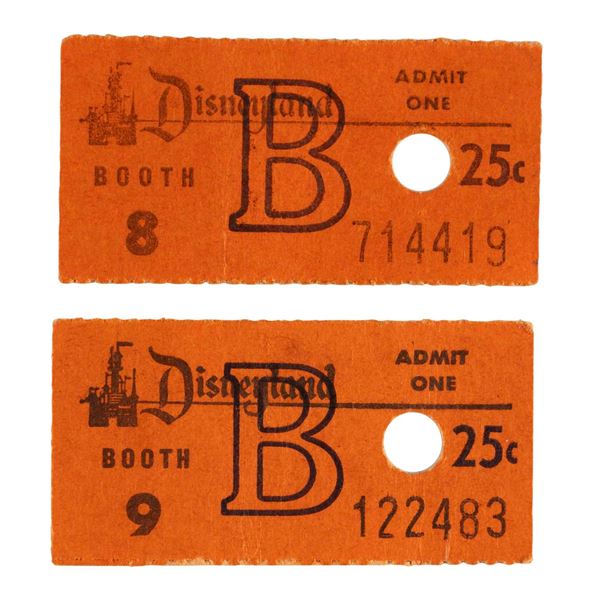 Disneyland B ADMIT ONE
BOOTH 25c
8 714419
Disneyland B ADMIT ONE
BOOTH 25c
9 122483